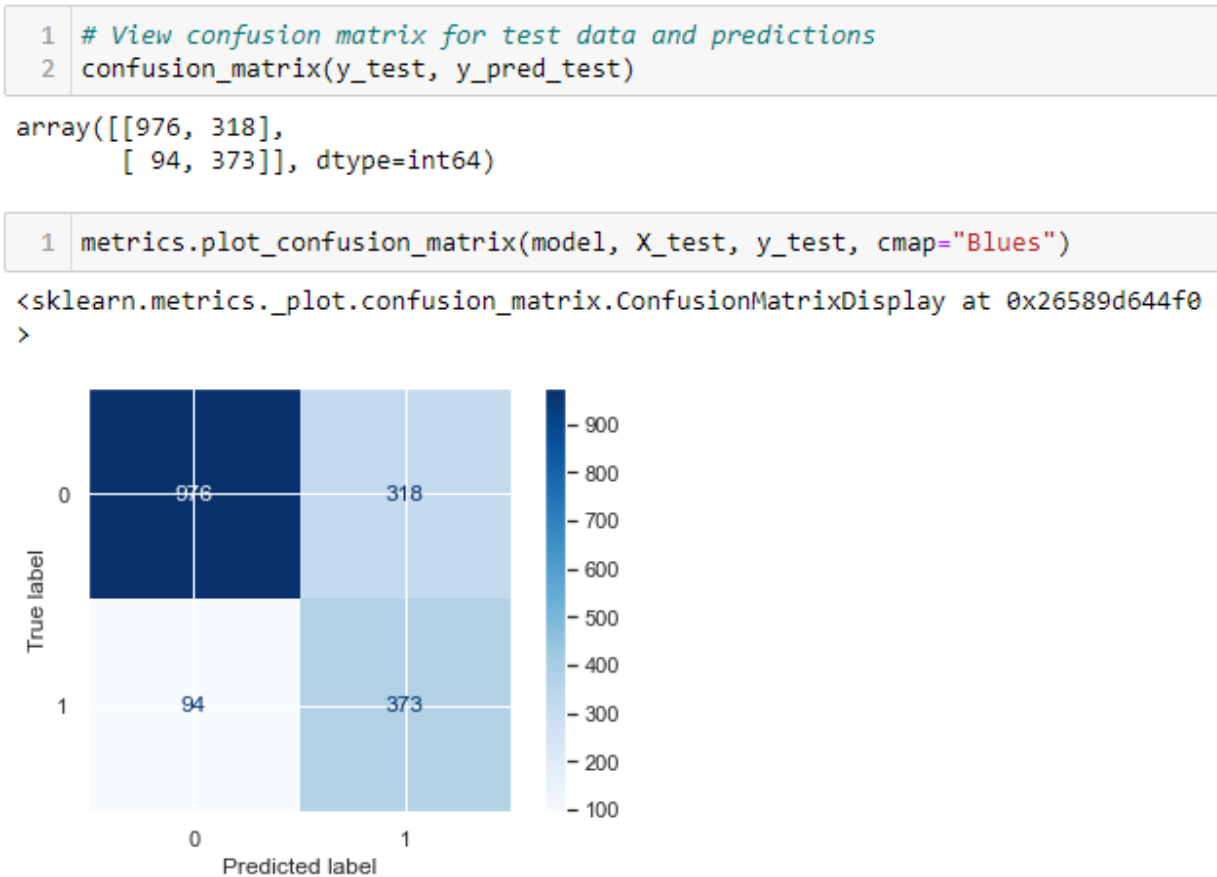 1 # View confusion matrix for test data and predictions
2 confusion_matrix(y_test, y_pred_test)
array([[976, 318],
       [ 94, 373]], dtype=int64)
1 metrics.plot_confusion_matrix(model, X_test, y_test, cmap="Blues")
<sklearn.metrics._plot.confusion_matrix.ConfusionMatrixDisplay at 0x26589d644f0
>
900
800
700
600
500
400
300
200
100
0
976 318
True label
1
94 373
0 1
Predicted label